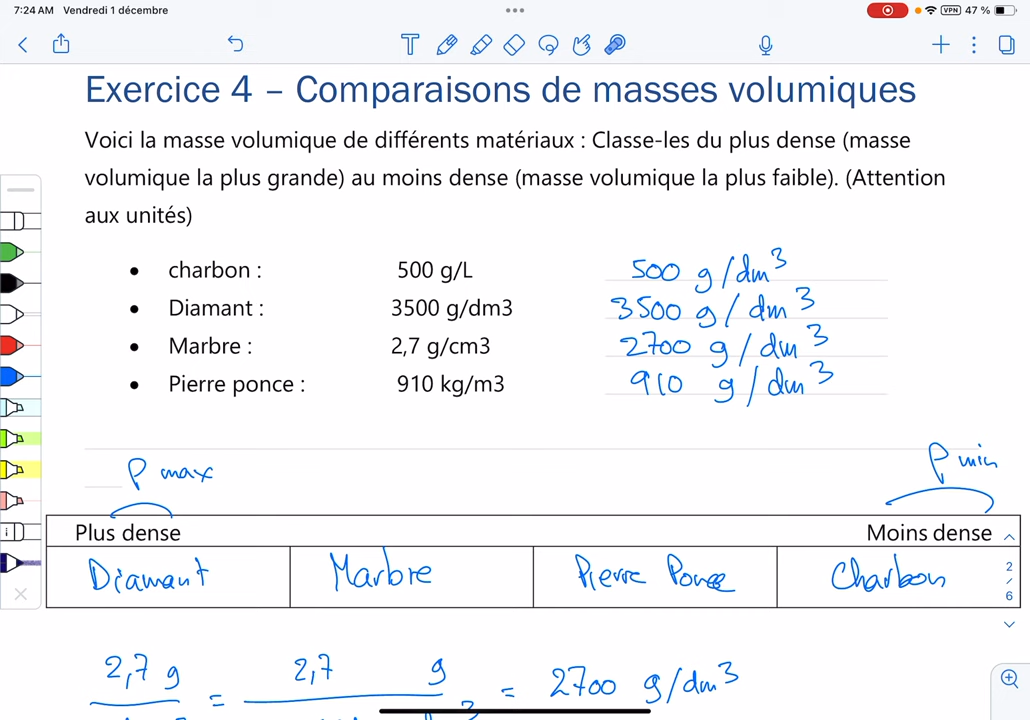 7:24 AM Vendredi 1 décembre
VPN 47 %
Exercice 4 – Comparaisons de masses volumiques
Voici la masse volumique de différents matériaux : Classe-les du plus dense (masse
volumique la plus grande) au moins dense (masse volumique la plus faible). (Attention
aux unités)
• charbon : 500 g/L 500 g/dm³
• Diamant : 3500 g/dm3 3500 g/dm³
• Marbre : 2,7 g/cm3 2700 g/dm³
• Pierre ponce : 910 kg/m3 910 g/dm³
ρ max ρ min
Plus dense Moins dense
Diamant Marbre Pierre Ponce Charbon
2/6
2,7 g = 2,7 g = 2700 g/dm³